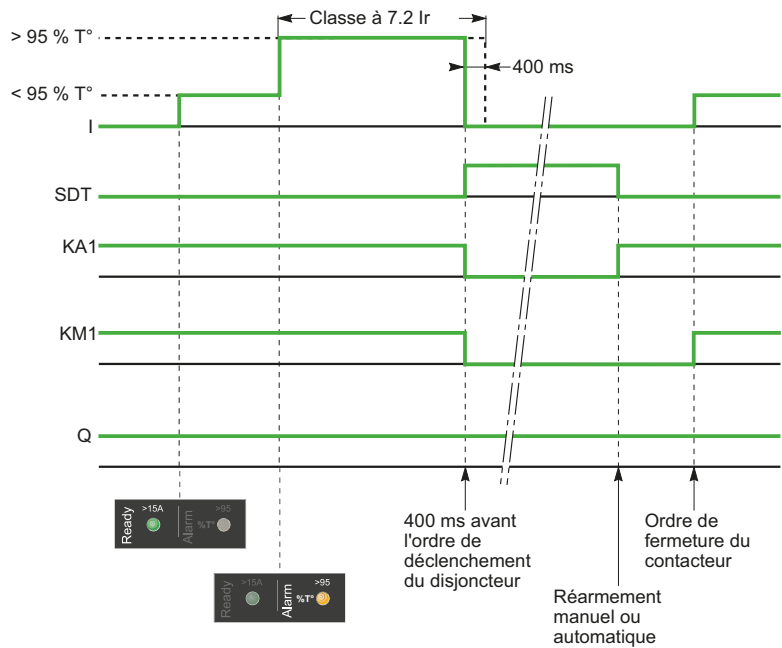 Classe à 7.2 Ir
> 95 % T°
400 ms
< 95 % T°
I
SDT
KA1
KM1
Q
Ready
>15A
Alarm
%T°
>95
400 ms avant
l'ordre de
déclenchement
du disjoncteur
Ordre de
fermeture du
contacteur
Ready
>15A
Alarm
%T°
>95
Réarmement
manuel ou
automatique